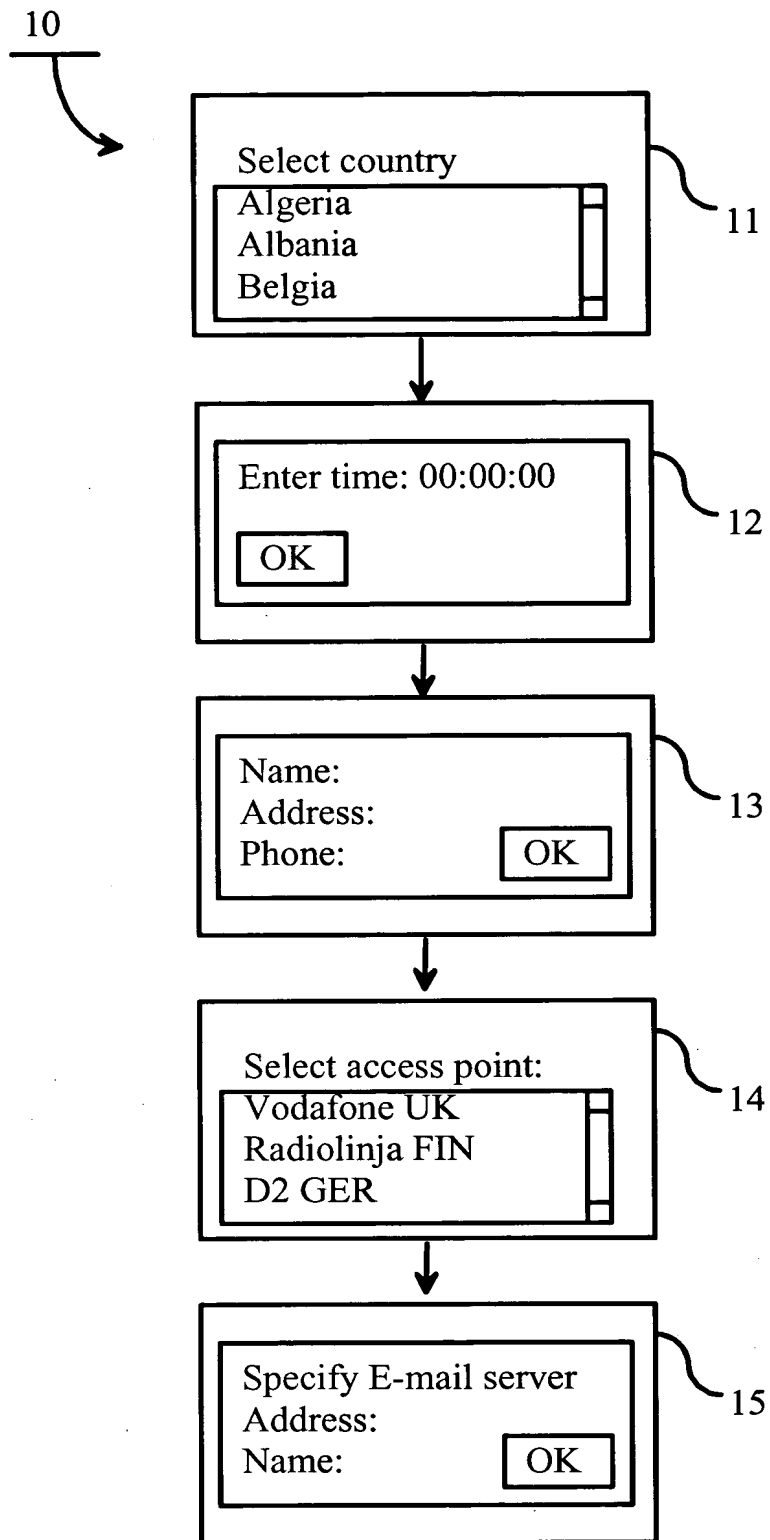 10
Select country
Algeria
Albania
Belgia
11
Enter time: 00:00:00
OK
12
Name:
Address:
Phone:
OK
13
Select access point:
Vodafone UK
Radiolinja FIN
D2 GER
14
Specify E-mail server
Address:
Name:
OK
15